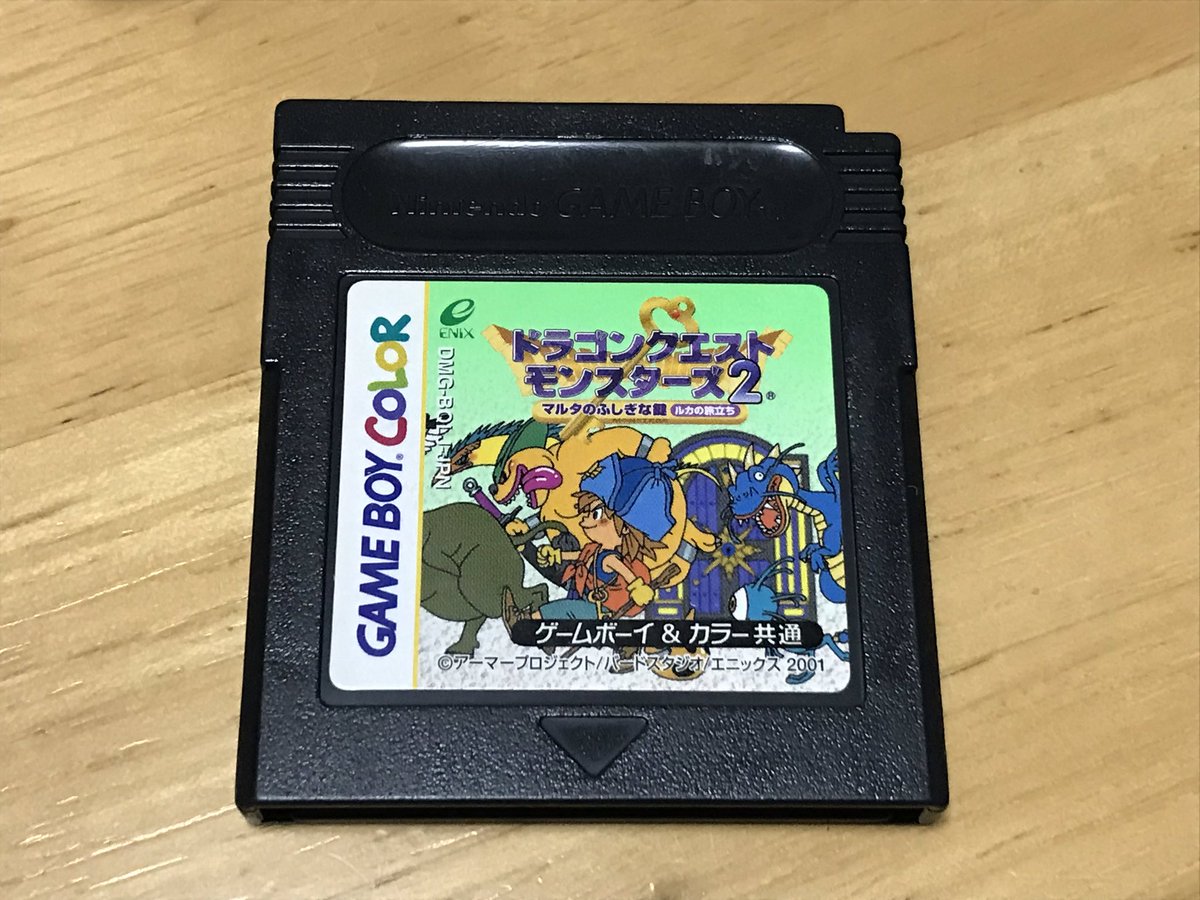 Nintendo GAME BOY
GAME BOY COLOR
ENIX
ドラゴンクエスト
モンスターズ2
マルタのふしぎな鍵 ルカの旅立ち
ゲームボーイ & カラー 共通
©アーマープロジェクト/バードスタジオ/エニックス 2001